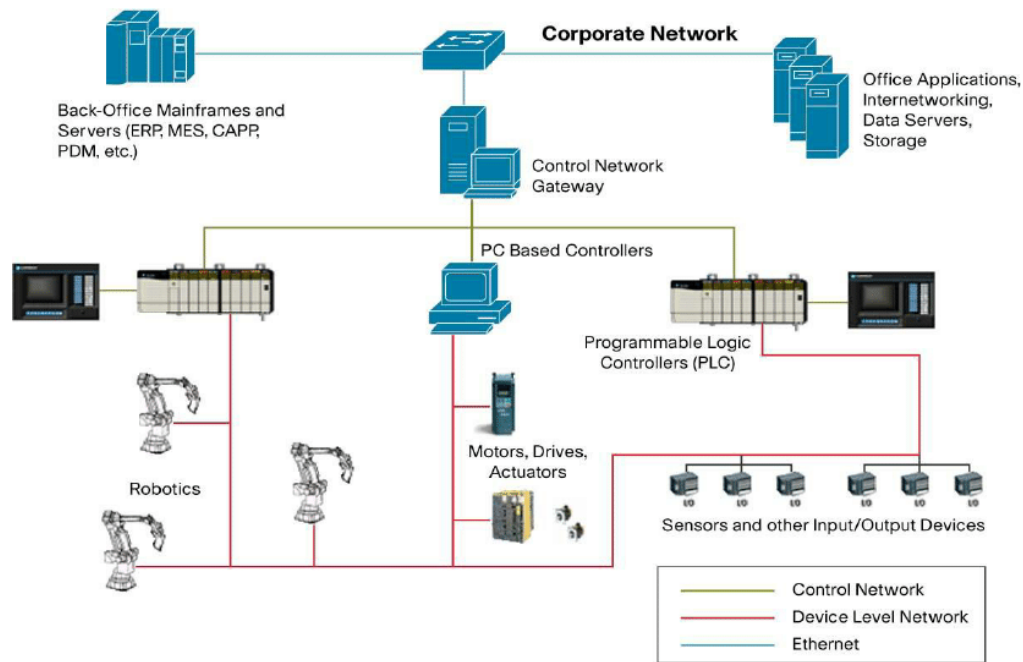 Corporate Network
Back-Office Mainframes and
Servers (ERP, MES, CAPP,
PDM, etc.)
Office Applications,
Internetworking,
Data Servers,
Storage
Control Network
Gateway
PC Based Controllers
Programmable Logic
Controllers (PLC)
Motors, Drives,
Actuators
Robotics
I/O
I/O
I/O
I/O
I/O
I/O
Sensors and other Input/Output Devices
Control Network
Device Level Network
Ethernet